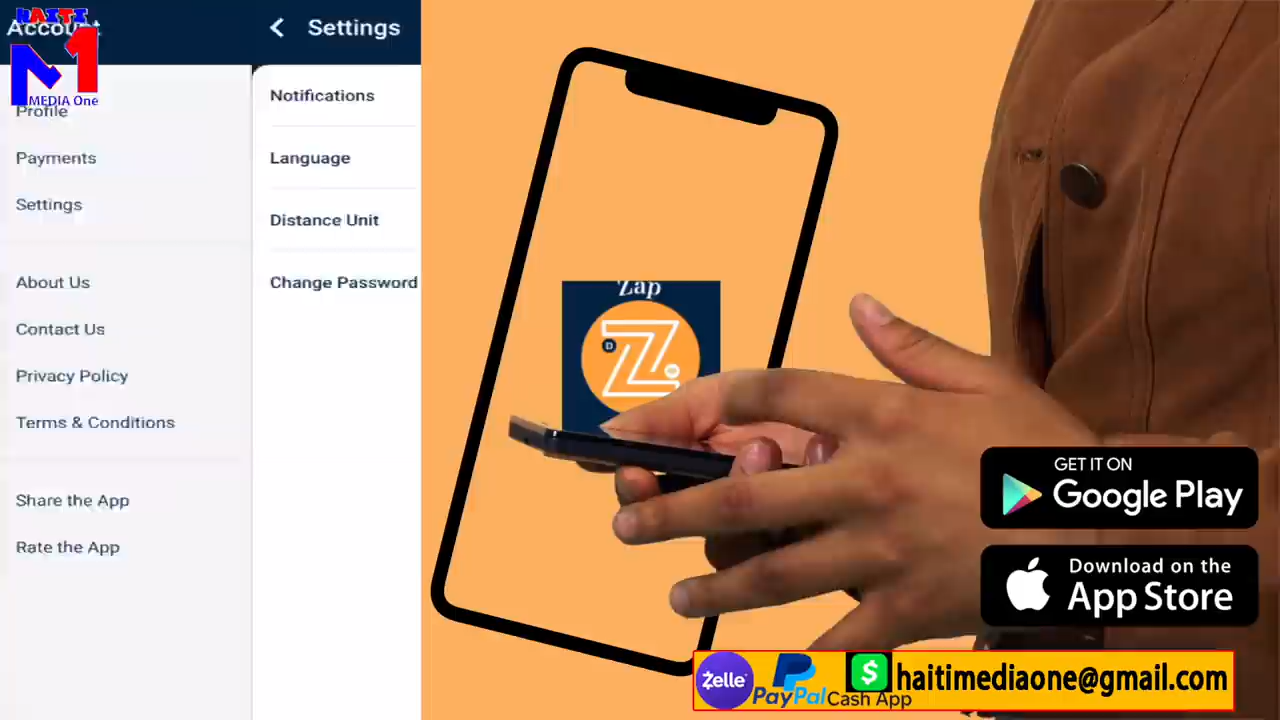 Account
HAITI
M1
MEDIA One
Profile
Payments
Settings
About Us
Contact Us
Privacy Policy
Terms & Conditions
Share the App
Rate the App
Settings
Notifications
Language
Distance Unit
Change Password
Zap
D
Z
GET IT ON
Google Play
Download on the
App Store
Zelle
PayPal
$
Cash App
haitimediaone@gmail.com